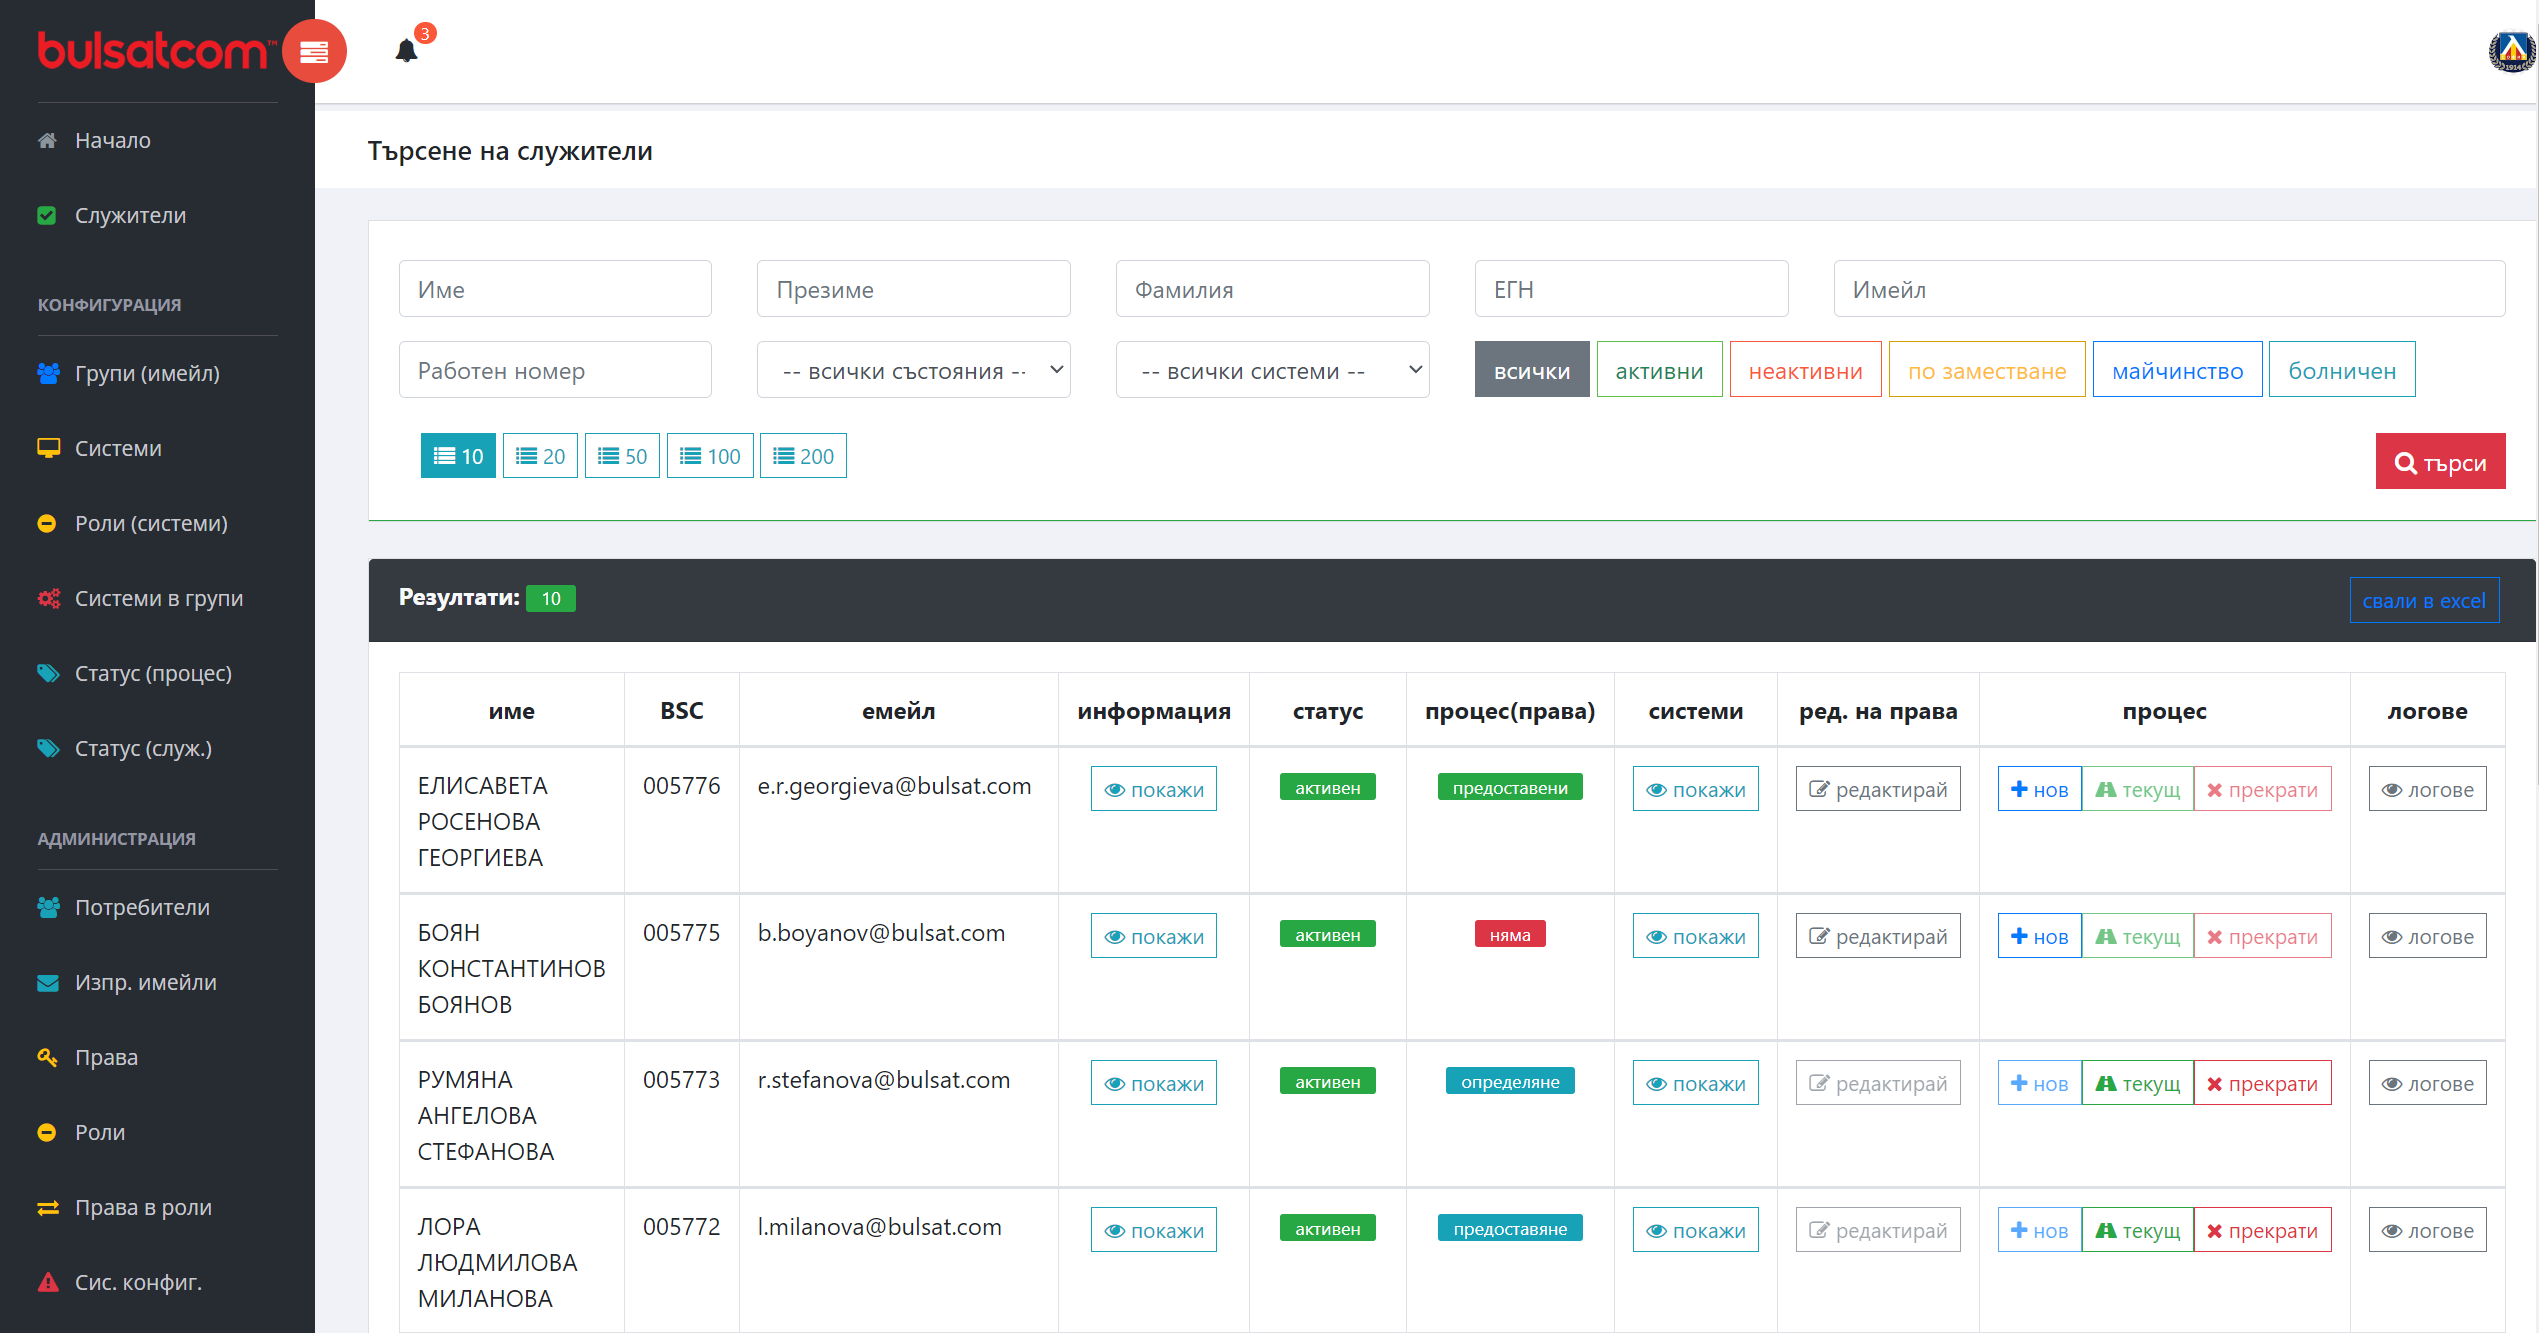 bulsatcom™
3
1914
Начало
Служители
КОНФИГУРАЦИЯ
Групи (имейл)
Системи
Роли (системи)
Системи в групи
Статус (процес)
Статус (служ.)
АДМИНИСТРАЦИЯ
Потребители
Изпр. имейли
Права
Роли
Права в роли
Сис. конфиг.
Търсене на служители
Име Презиме Фамилия ЕГН Имейл
Работен номер -- всички състояния -- -- всички системи -- всички активни неактивни по заместване майчинство болничен
10 20 50 100 200 търси
Резултати: 10 свали в excel
име BSC емейл информация статус процес(права) системи ред. на права процес логове
ЕЛИСАВЕТА 005776 e.r.georgieva@bulsat.com покажи активен предоставени покажи редактирай нов текущ прекрати логове
РОСЕНОВА
ГЕОРГИЕВА
БОЯН 005775 b.boyanov@bulsat.com покажи активен няма покажи редактирай нов текущ прекрати логове
КОНСТАНТИНОВ
БОЯНОВ
РУМЯНА 005773 r.stefanova@bulsat.com покажи активен определяне покажи редактирай нов текущ прекрати логове
АНГЕЛОВА
СТЕФАНОВА
ЛОРА 005772 l.milanova@bulsat.com покажи активен предоставяне покажи редактирай нов текущ прекрати логове
ЛЮДМИЛОВА
МИЛАНОВА